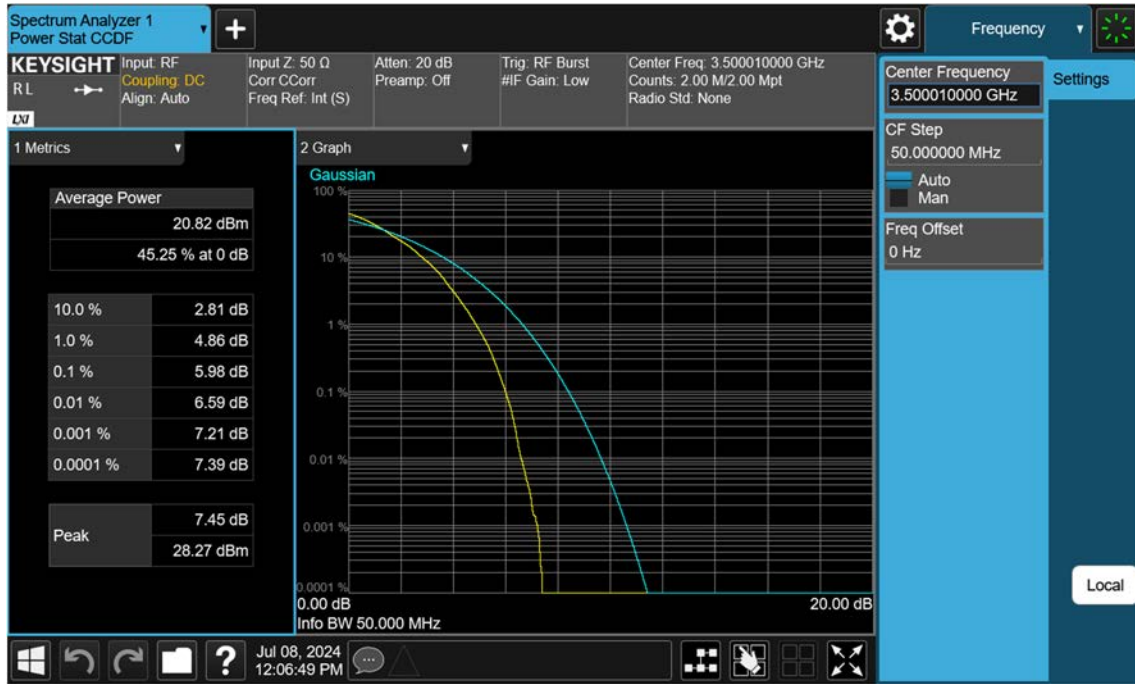 Spectrum Analyzer 1
Power Stat CCDF
Frequency
KEYSIGHT
R L
LXI
Input: RF
Coupling: DC
Align: Auto
Input Z: 50 Ω
Corr CCorr
Freq Ref: Int (S)
Atten: 20 dB
Preamp: Off
Trig: RF Burst
#IF Gain: Low
Center Freq: 3.500010000 GHz
Counts: 2.00 M/2.00 Mpt
Radio Std: None
Center Frequency
3.500010000 GHz
Settings
CF Step
50.000000 MHz
Auto
Man
Freq Offset
0 Hz
1 Metrics
Average Power
20.82 dBm
45.25 % at 0 dB
10.0 % 2.81 dB
1.0 % 4.86 dB
0.1 % 5.98 dB
0.01 % 6.59 dB
0.001 % 7.21 dB
0.0001 % 7.39 dB
Peak
7.45 dB
28.27 dBm
2 Graph
Gaussian
100 %
10 %
1 %
0.1 %
0.01 %
0.001 %
0.0001 %
0.00 dB 20.00 dB
Info BW 50.000 MHz
Local
?
Jul 08, 2024
12:06:49 PM